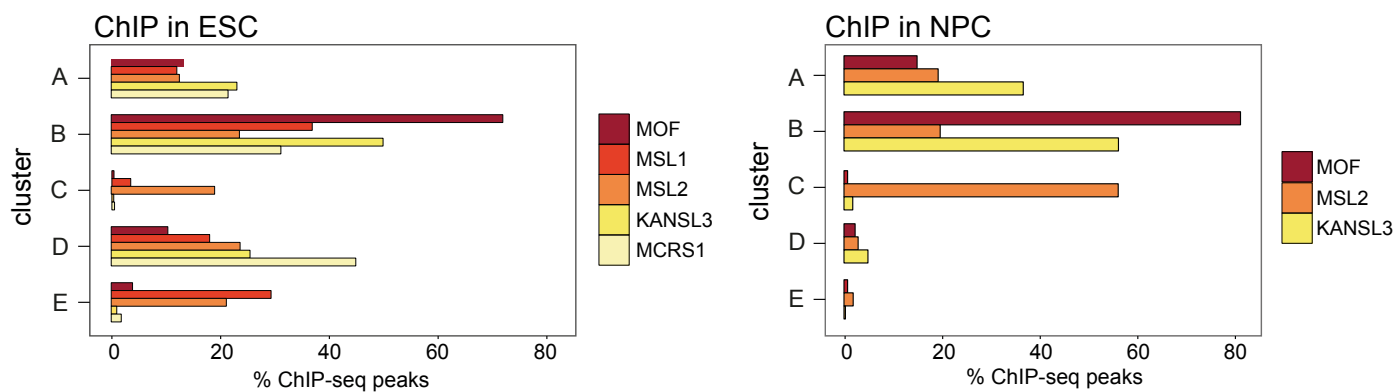 ChIP in ESC
cluster
A
B
C
D
E
0 20 40 60 80
% ChIP-seq peaks
MOF
MSL1
MSL2
KANSL3
MCRS1
ChIP in NPC
cluster
A
B
C
D
E
0 20 40 60 80
% ChIP-seq peaks
MOF
MSL2
KANSL3